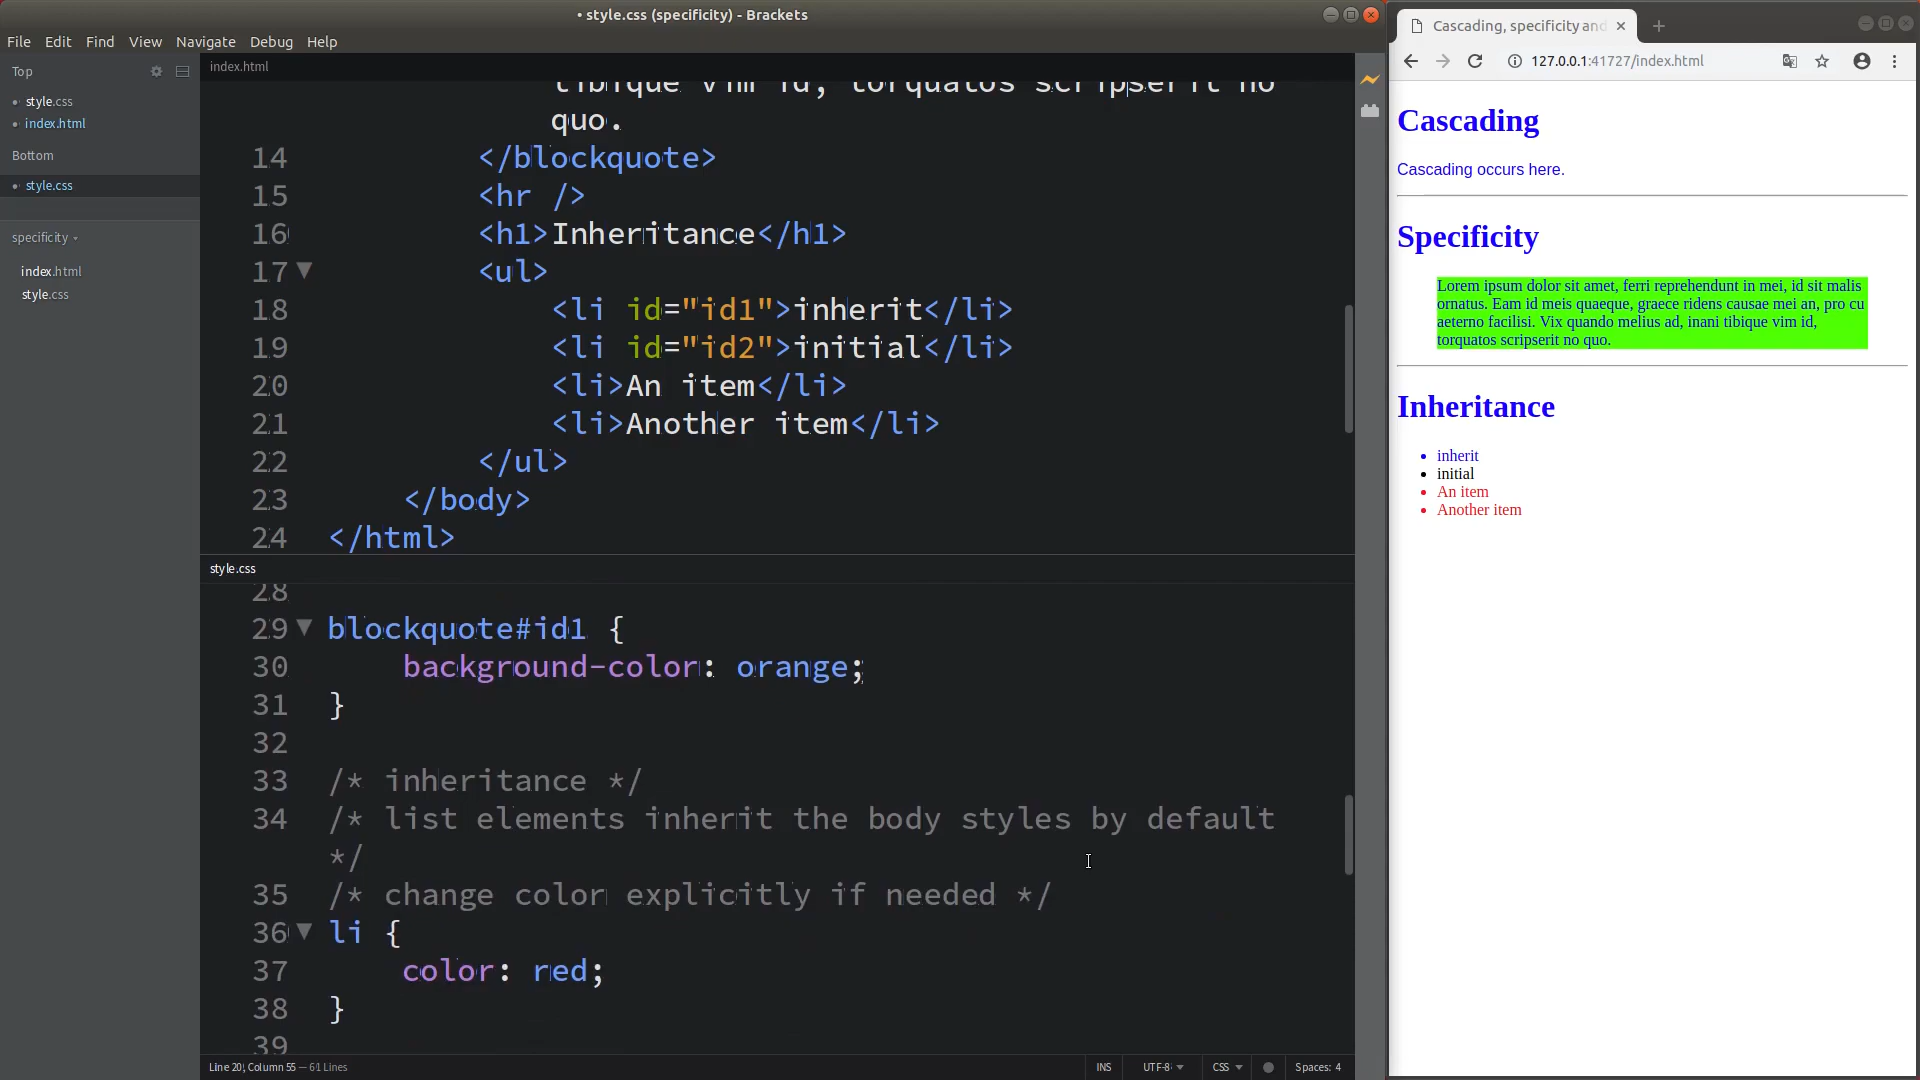 • style.css (specificity) - Brackets
File Edit Find View Navigate Debug Help
Top
style.css
index.html
Bottom
style.css
specificity
index.html
style.css
index.html
tibique vim id, torquatos scripserit no
quo.
14 </blockquote>
15 <hr />
16 <h1>Inheritance</h1>
17 <ul>
18 <li id="id1">inherit</li>
19 <li id="id2">initial</li>
20 <li>An item</li>
21 <li>Another item</li>
22 </ul>
23 </body>
24 </html>
style.css
28
29 blockquote#id1 {
30 background-color: orange;
31 }
32
33 /* inheritance */
34 /* list elements inherit the body styles by default
*/
35 /* change color explicitly if needed */
36 li {
37 color: red;
38 }
39
Line 20, Column 55 — 61 Lines
INS UTF-8 CSS Spaces: 4
Cascading, specificity and
127.0.0.1:41727/index.html
Cascading
Cascading occurs here.
Specificity
Lorem ipsum dolor sit amet, ferri reprehendunt in mei, id sit malis
ornatus. Eam id meis quaeque, graece ridens causae mei an, pro cu
aeterno facilisi. Vix quando melius ad, inani tibique vim id,
torquatos scripserit no quo.
Inheritance
• inherit
• initial
• An item
• Another item